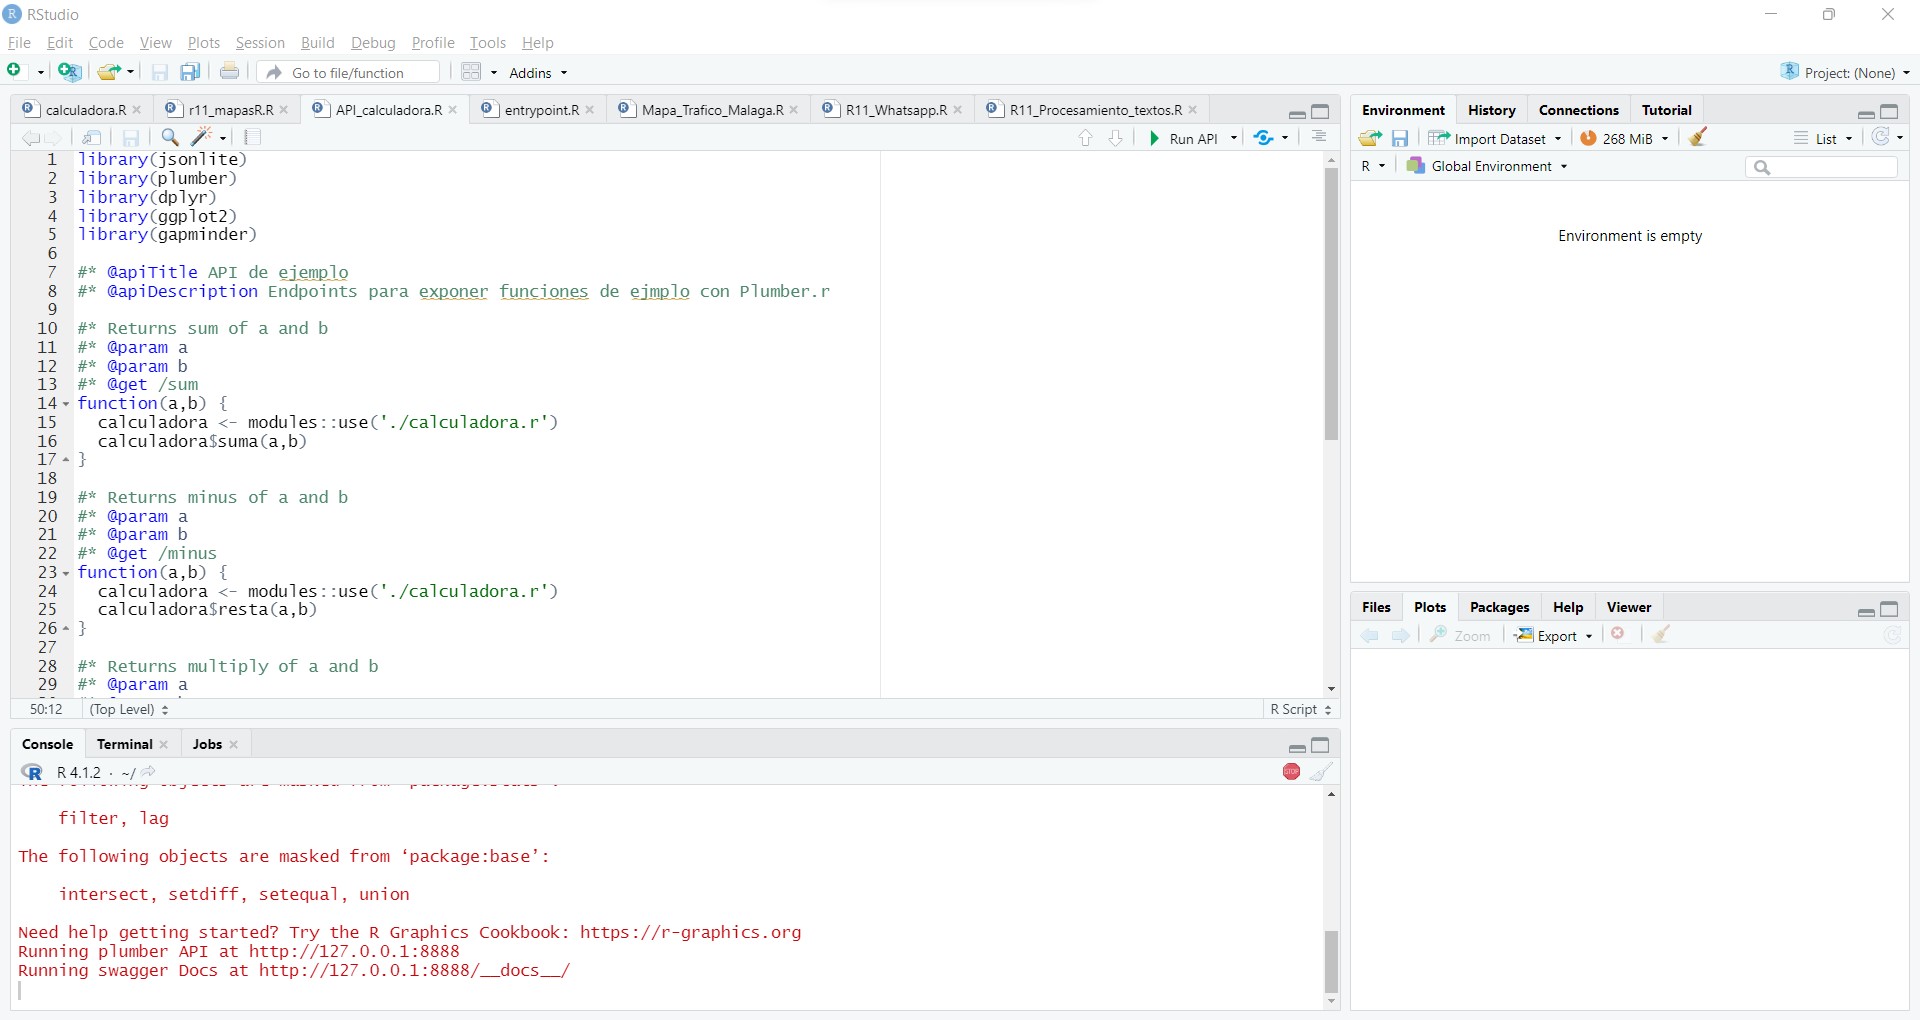 RStudio
File Edit Code View Plots Session Build Debug Profile Tools Help
Go to file/function Addins Project: (None)
calculadora.R r11_mapasR.R API_calculadora.R entrypoint.R Mapa_Trafico_Malaga.R R11_Whatsapp.R R11_Procesamiento_textos.R
Run API
1 library(jsonlite)
2 library(plumber)
3 library(dplyr)
4 library(ggplot2)
5 library(gapminder)
6
7 #* @apiTitle API de ejemplo
8 #* @apiDescription Endpoints para exponer funciones de ejmplo con Plumber.r
9
10 #* Returns sum of a and b
11 #* @param a
12 #* @param b
13 #* @get /sum
14 function(a,b) {
15 calculadora <- modules::use('./calculadora.r')
16 calculadora$suma(a,b)
17 }
18
19 #* Returns minus of a and b
20 #* @param a
21 #* @param b
22 #* @get /minus
23 function(a,b) {
24 calculadora <- modules::use('./calculadora.r')
25 calculadora$resta(a,b)
26 }
27
28 #* Returns multiply of a and b
29 #* @param a
50:12 (Top Level) R Script
Console Terminal Jobs
R 4.1.2 · ~/
STOP
filter, lag
The following objects are masked from ‘package:base’:
intersect, setdiff, setequal, union
Need help getting started? Try the R Graphics Cookbook: https://r-graphics.org
Running plumber API at http://127.0.0.1:8888
Running swagger Docs at http://127.0.0.1:8888/__docs__/
Environment History Connections Tutorial
Import Dataset 268 MiB List
R Global Environment
Environment is empty
Files Plots Packages Help Viewer
Zoom Export